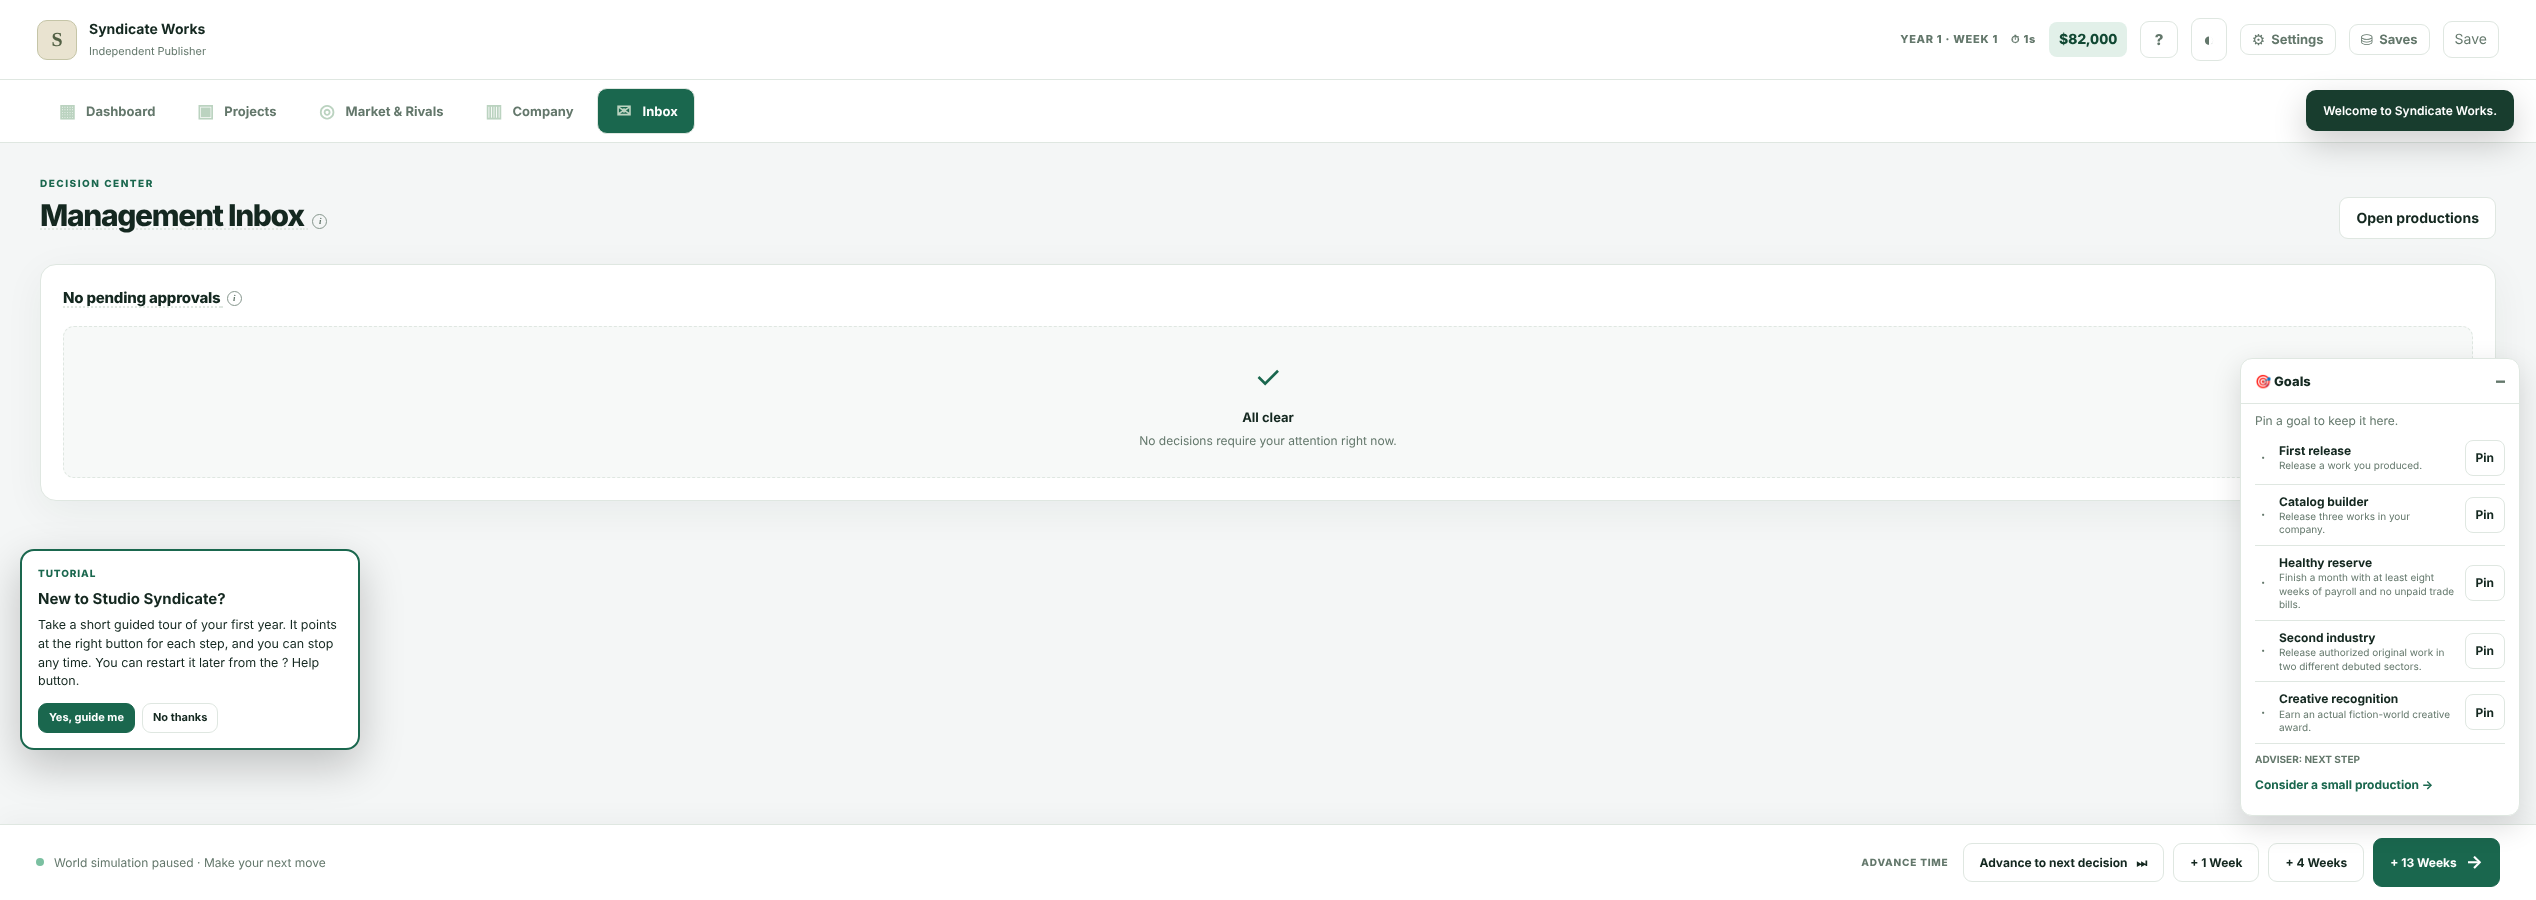 S
Syndicate Works
Independent Publisher
YEAR 1 · WEEK 1
⏱ 1s
$82,000
?
Settings
Saves
Save
Dashboard
Projects
Market & Rivals
Company
Inbox
Welcome to Syndicate Works.
DECISION CENTER
Management Inbox i
Open productions
No pending approvals i
All clear
No decisions require your attention right now.
🎯 Goals
Pin a goal to keep it here.
· First release
Release a work you produced.
Pin
· Catalog builder
Release three works in your
company.
Pin
· Healthy reserve
Finish a month with at least eight
weeks of payroll and no unpaid trade
bills.
Pin
· Second industry
Release authorized original work in
two different debuted sectors.
Pin
· Creative recognition
Earn an actual fiction-world creative
award.
Pin
ADVISER: NEXT STEP
Consider a small production →
TUTORIAL
New to Studio Syndicate?
Take a short guided tour of your first year. It points
at the right button for each step, and you can stop
any time. You can restart it later from the ? Help
button.
Yes, guide me
No thanks
World simulation paused · Make your next move
ADVANCE TIME
Advance to next decision ⏭
+ 1 Week
+ 4 Weeks
+ 13 Weeks →